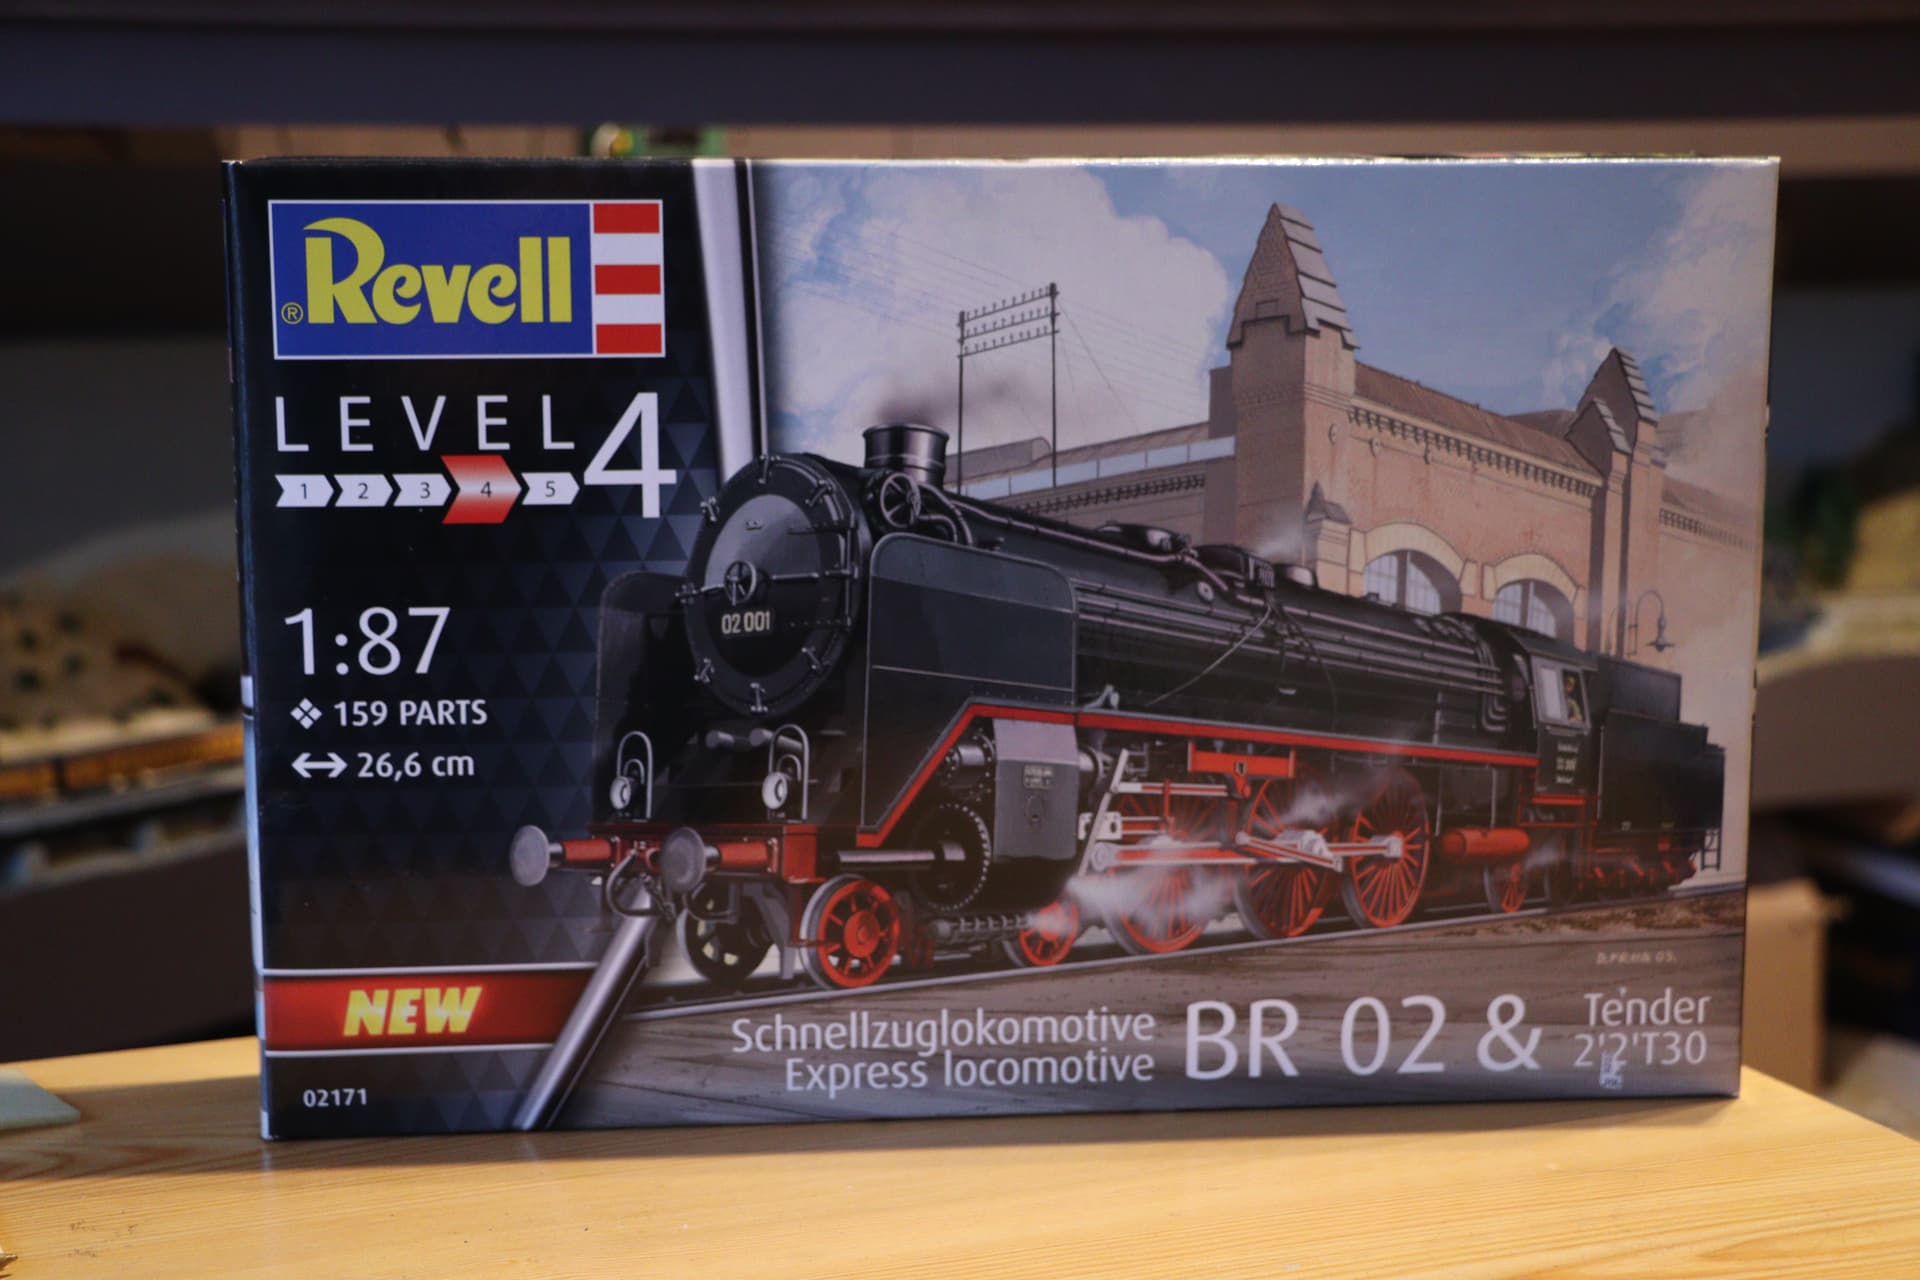 ®Revell
LEVEL 4
1 2 3 4 5
1:87
159 PARTS
26,6 cm
02 001
NEW
Schnellzuglokomotive
Express locomotive
BR 02 &
Tender
2'2'T30
02171